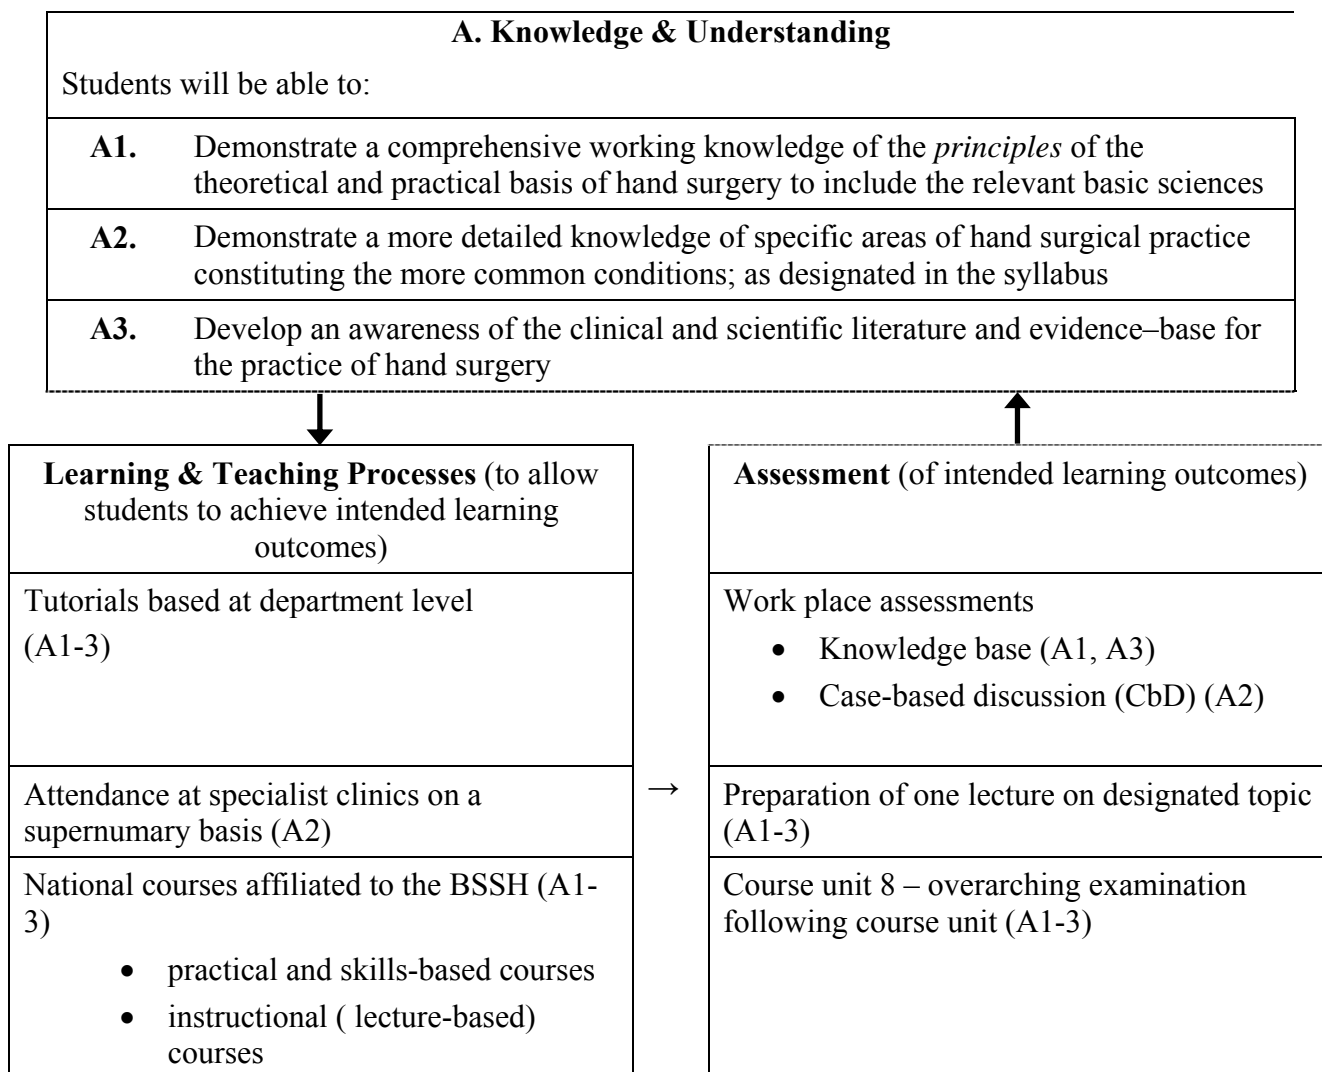 A. Knowledge & Understanding
Students will be able to:
A1. Demonstrate a comprehensive working knowledge of the principles of the
theoretical and practical basis of hand surgery to include the relevant basic sciences
A2. Demonstrate a more detailed knowledge of specific areas of hand surgical practice
constituting the more common conditions; as designated in the syllabus
A3. Develop an awareness of the clinical and scientific literature and evidence–base for
the practice of hand surgery
Learning & Teaching Processes (to allow
students to achieve intended learning
outcomes)
Tutorials based at department level
(A1-3)
Attendance at specialist clinics on a
supernumary basis (A2)
National courses affiliated to the BSSH (A1-
3)
• practical and skills-based courses
• instructional ( lecture-based)
courses
→
Assessment (of intended learning outcomes)
Work place assessments
• Knowledge base (A1, A3)
• Case-based discussion (CbD) (A2)
Preparation of one lecture on designated topic
(A1-3)
Course unit 8 – overarching examination
following course unit (A1-3)